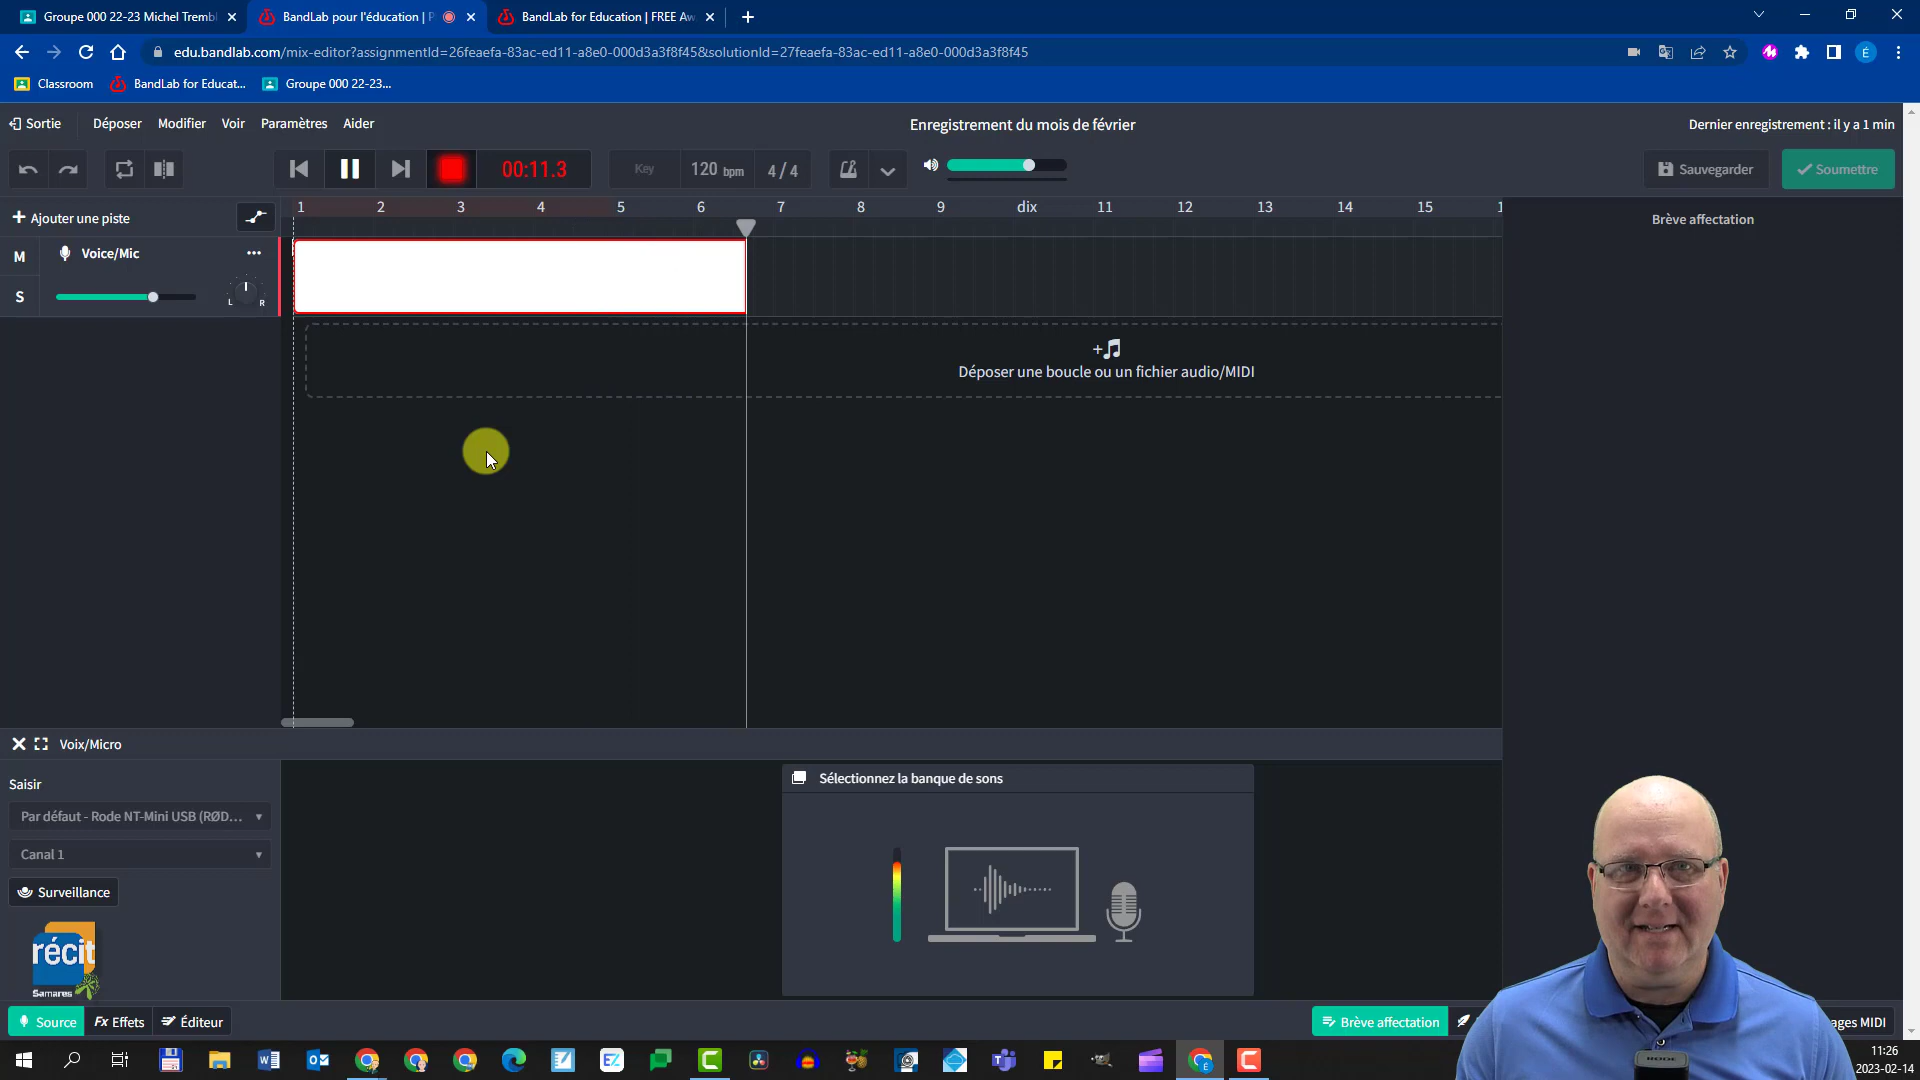 Groupe 000 22-23 Michel Trembl
BandLab pour l'éducation | P
BandLab for Education | FREE Aw
edu.bandlab.com/mix-editor?assignmentId=26feaefa-83ac-ed11-a8e0-000d3a3f8f45&solutionId=27feaefa-83ac-ed11-a8e0-000d3a3f8f45
É
Classroom
BandLab for Educat...
Groupe 000 22-23...
Sortie
Déposer
Modifier
Voir
Paramètres
Aider
Enregistrement du mois de février
Dernier enregistrement : il y a 1 min
00:11.3
Key
120 bpm
4 / 4
Sauvegarder
Soumettre
Ajouter une piste
1 2 3 4 5 6 7 8 9 dix 11 12 13 14 15 1
Brève affectation
M
Voice/Mic
S
L R
Déposer une boucle ou un fichier audio/MIDI
Voix/Micro
Saisir
Par défaut - Rode NT-Mini USB (RØD...
Canal 1
Surveillance
récit
Samares
Sélectionnez la banque de sons
Source
Fx Effets
Éditeur
Brève affectation
ages MIDI
RODE
EZ
11:26
2023-02-14